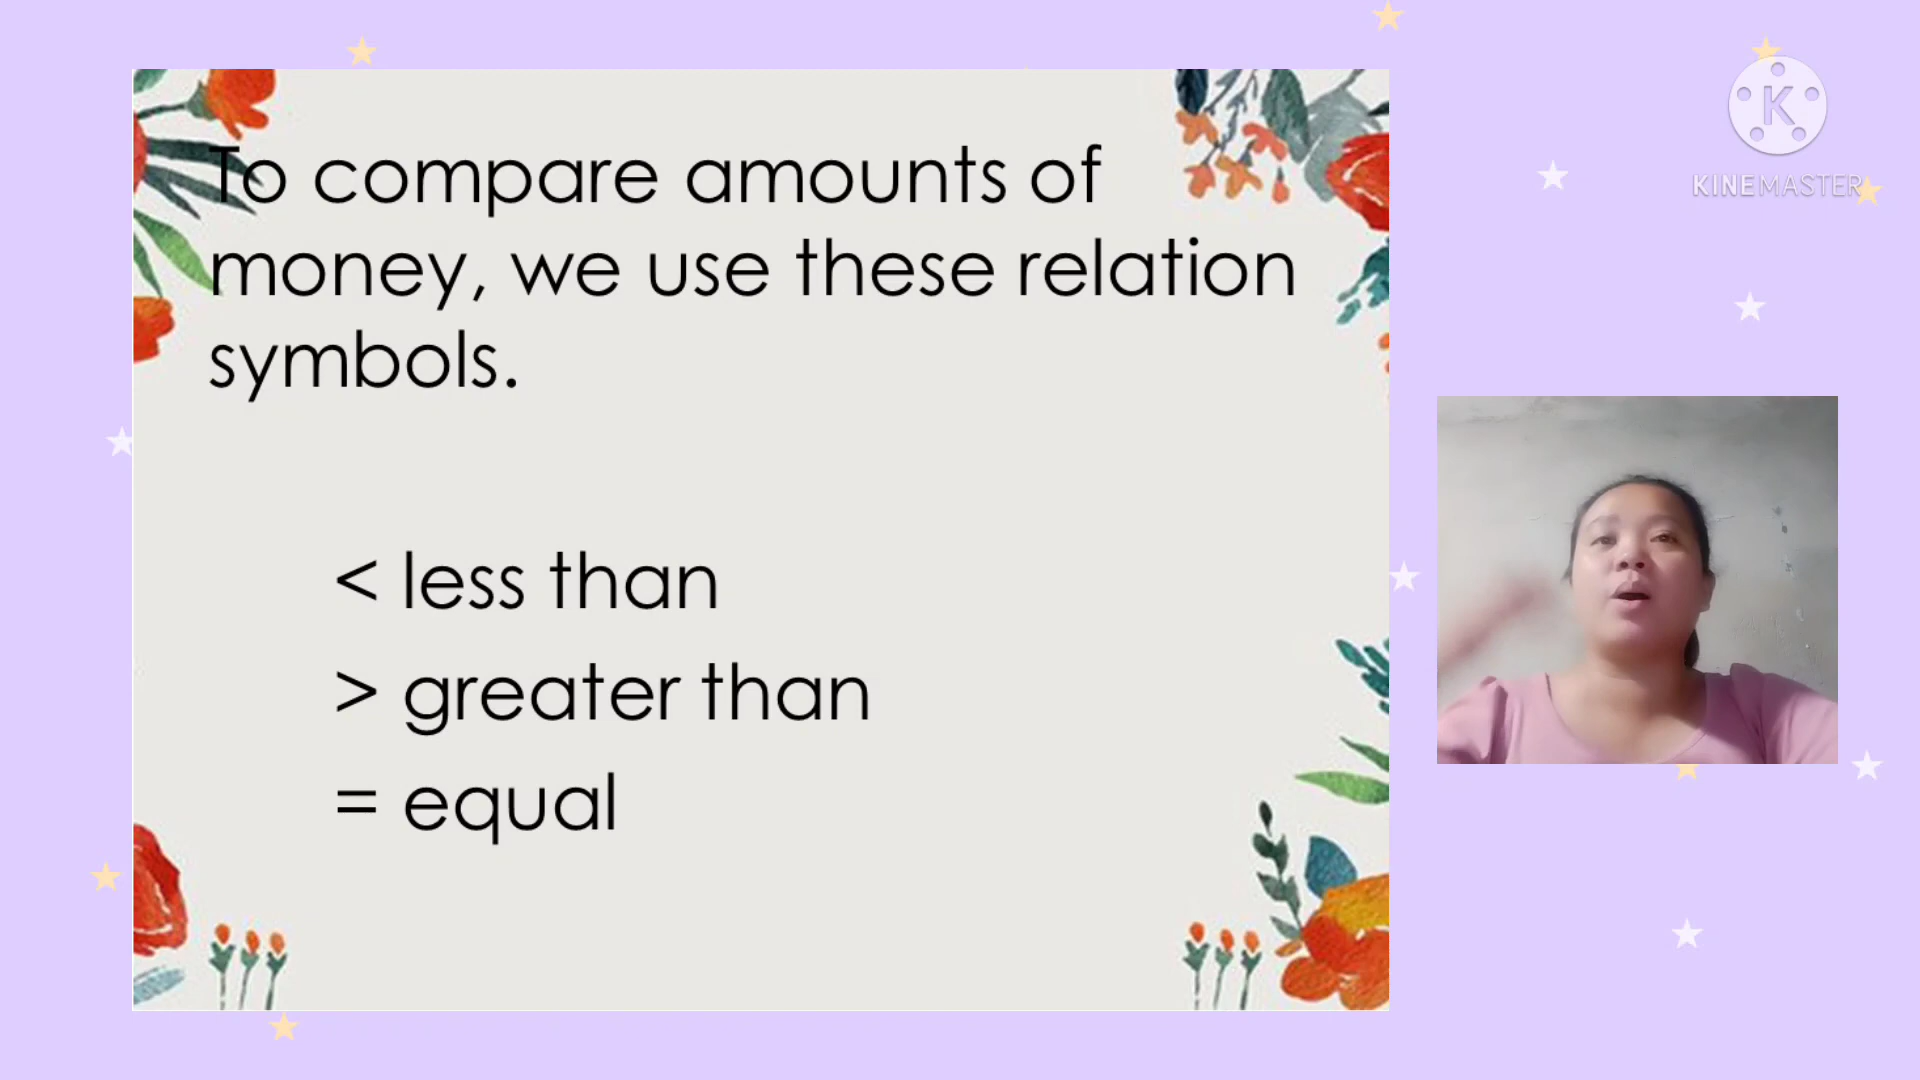 To compare amounts of
money, we use these relation
symbols.
< less than
> greater than
= equal
K
KINEMASTER